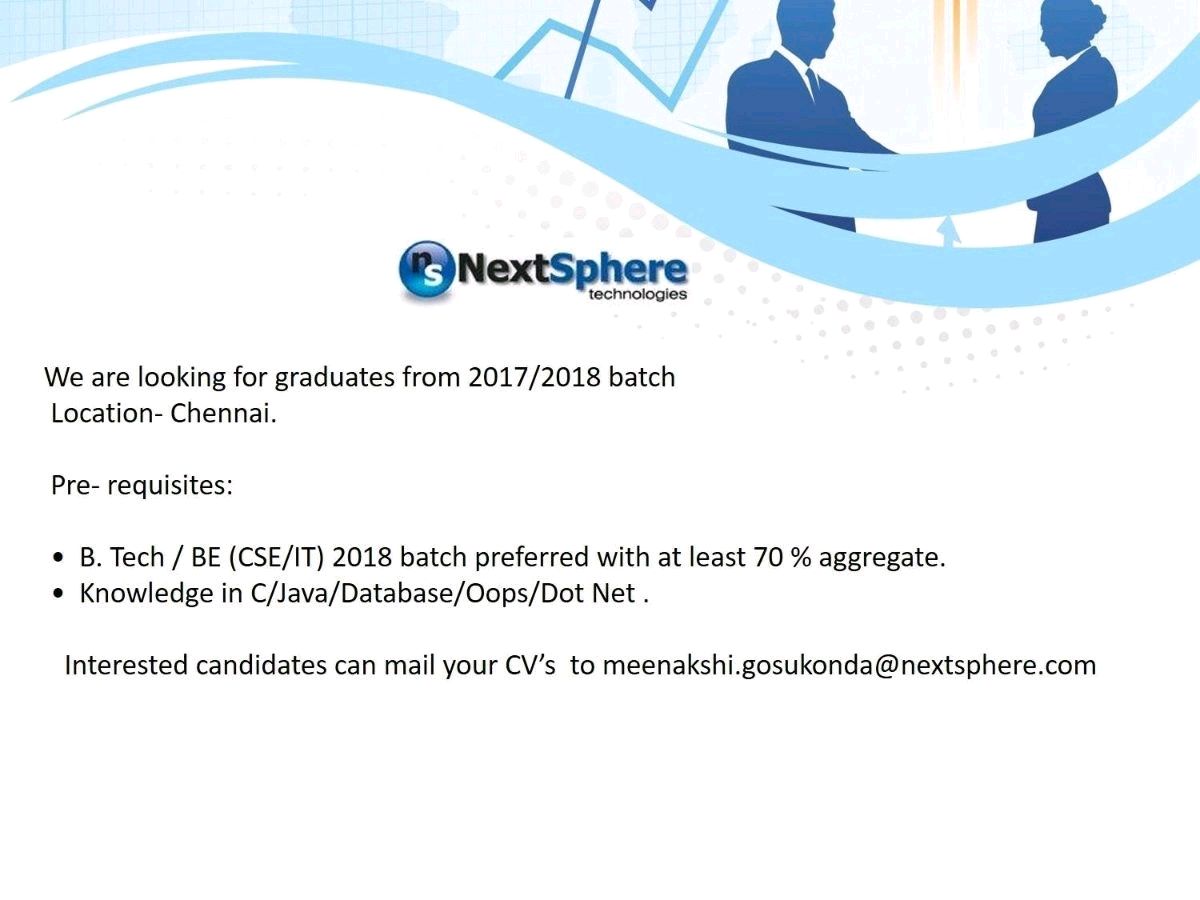 ns NextSphere
technologies
We are looking for graduates from 2017/2018 batch
Location- Chennai.
Pre- requisites:
• B. Tech / BE (CSE/IT) 2018 batch preferred with at least 70 % aggregate.
• Knowledge in C/Java/Database/Oops/Dot Net .
Interested candidates can mail your CV’s  to meenakshi.gosukonda@nextsphere.com